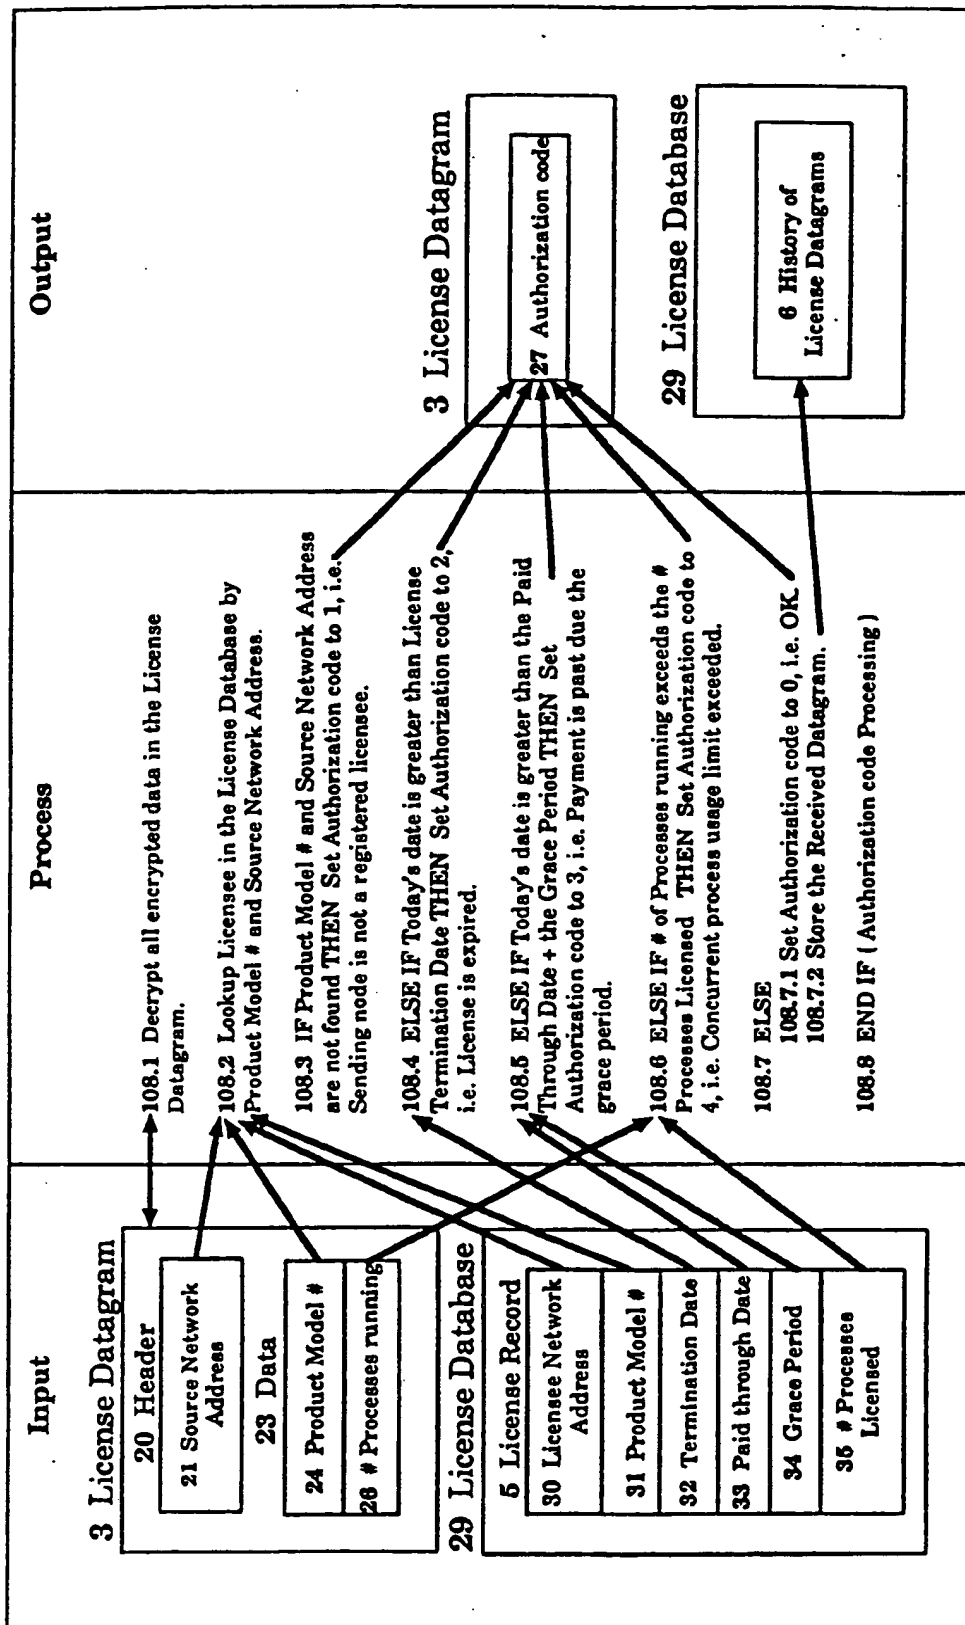 Input
3 License Datagram
20 Header
21 Source Network
Address
23 Data
24 Product Model #
26 # Processes running
29 License Database
5 License Record
30 Licensee Network
Address
31 Product Model #
32 Termination Date
33 Paid through Date
34 Grace Period
35 # Processes
Licensed
Process
108.1 Decrypt all encrypted data in the License
Datagram.
108.2 Lookup Licensee in the License Database by
Product Model # and Source Network Address.
108.3 IF Product Model # and Source Network Address
are not found THEN Set Authorization code to 1, i.e.
Sending node is not a registered licensee.
108.4 ELSE IF Today's date is greater than License
Termination Date THEN Set Authorization code to 2,
i.e. License is expired.
108.5 ELSE IF Today's date is greater than the Paid
Through Date + the Grace Period THEN Set
Authorization code to 3, i.e. Payment is past due the
grace period.
108.6 ELSE IF # of Processes running exceeds the #
Processes Licensed THEN Set Authorization code to
4, i.e. Concurrent process usage limit exceeded.
108.7 ELSE
108.7.1 Set Authorization code to 0, i.e. OK.
108.7.2 Store the Received Datagram.
108.8 END IF ( Authorization code Processing )
Output
3 License Datagram
27 Authorization code
29 License Database
6 History of
License Datagrams